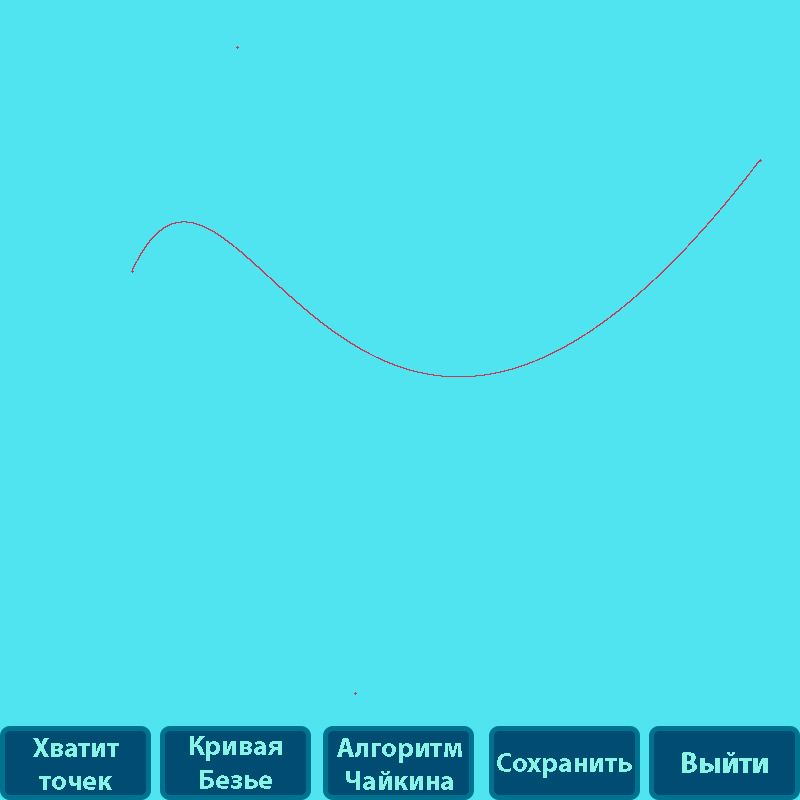 Хватит
точек
Кривая
Безье
Алгоритм
Чайкина
Сохранить
Выйти